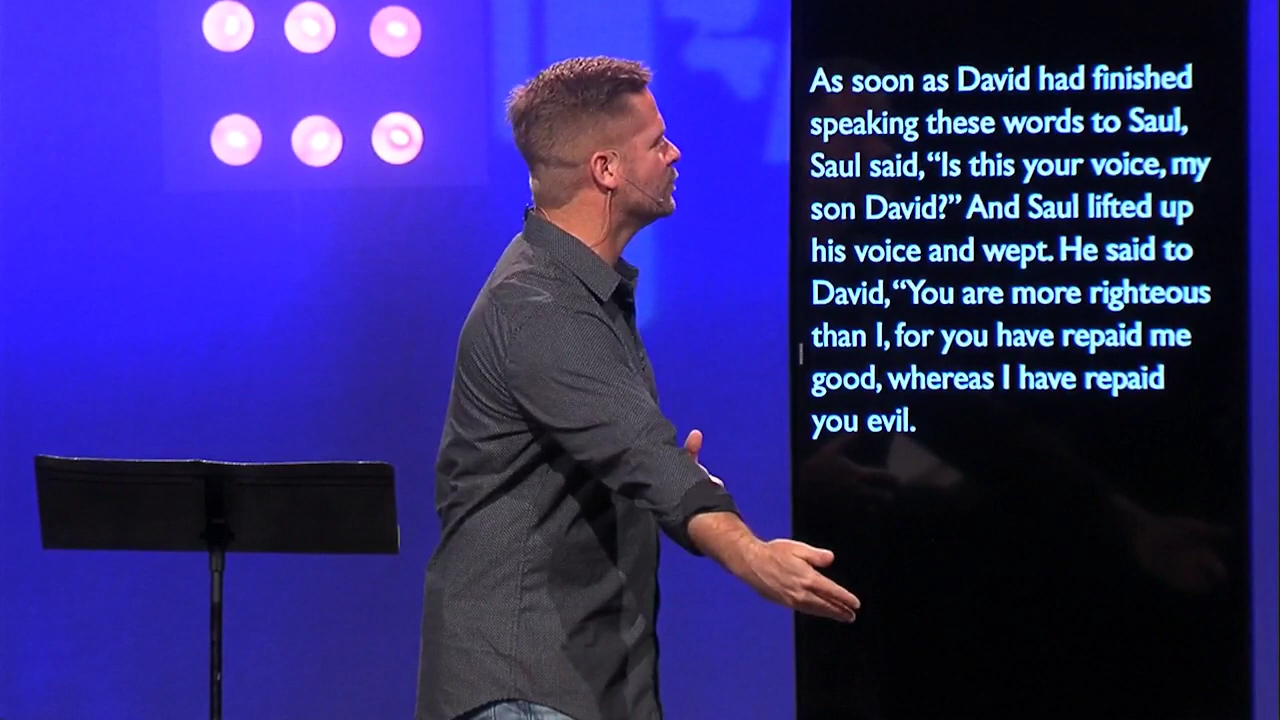 As soon as David had finished
speaking these words to Saul,
Saul said, “Is this your voice, my
son David?” And Saul lifted up
his voice and wept. He said to
David, “You are more righteous
than I, for you have repaid me
good, whereas I have repaid
you evil.